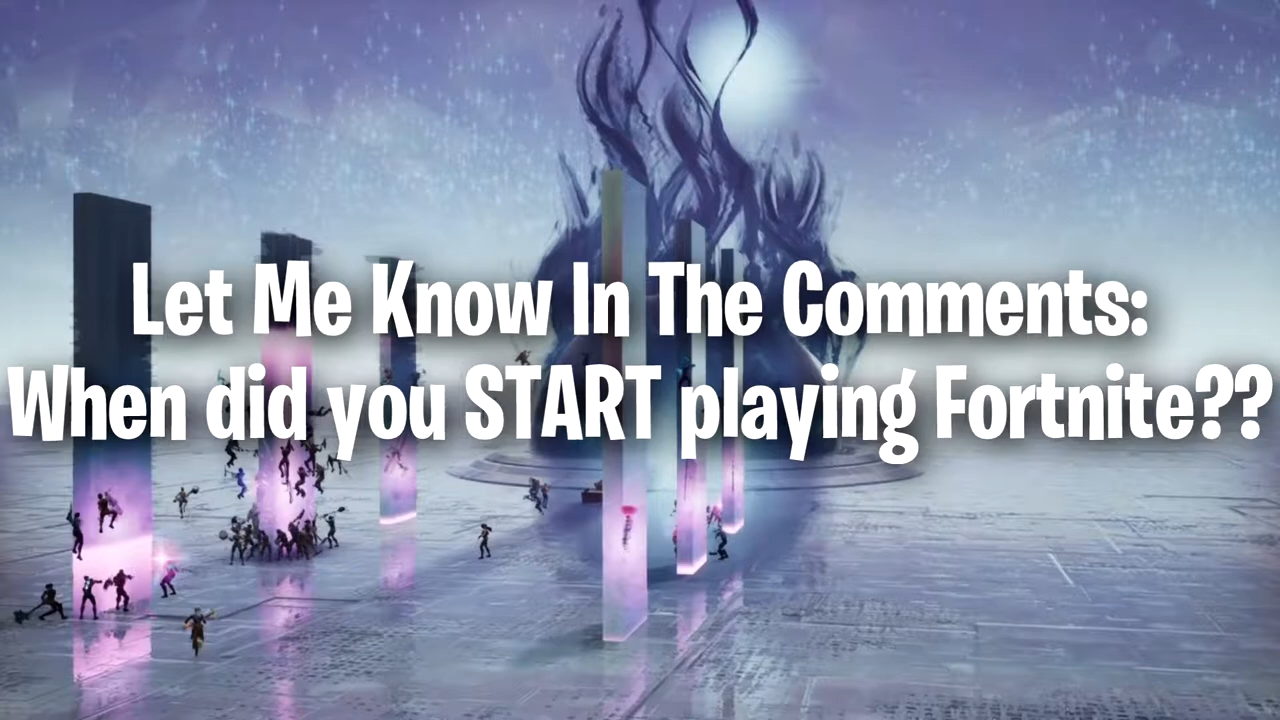 Let Me Know In The Comments:
When did you START playing Fortnite??